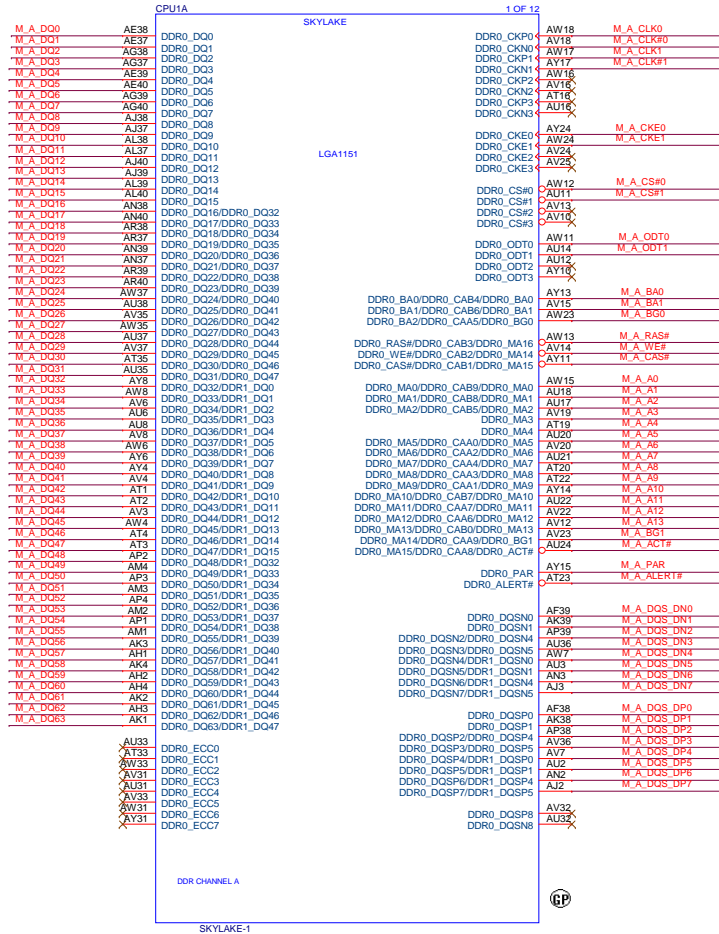 CPU1A
1 OF 12
SKYLAKE
M_A_DQ0 AE38 DDR0_DQ0
M_A_DQ1 AE37 DDR0_DQ1
M_A_DQ2 AG38 DDR0_DQ2
M_A_DQ3 AG37 DDR0_DQ3
M_A_DQ4 AE39 DDR0_DQ4
M_A_DQ5 AE40 DDR0_DQ5
M_A_DQ6 AG39 DDR0_DQ6
M_A_DQ7 AG40 DDR0_DQ7
M_A_DQ8 AJ38 DDR0_DQ8
M_A_DQ9 AJ37 DDR0_DQ9
M_A_DQ10 AL38 DDR0_DQ10
M_A_DQ11 AL37 DDR0_DQ11
M_A_DQ12 AJ40 DDR0_DQ12
M_A_DQ13 AJ39 DDR0_DQ13
M_A_DQ14 AL39 DDR0_DQ14
M_A_DQ15 AL40 DDR0_DQ15
M_A_DQ16 AN38 DDR0_DQ16/DDR0_DQ32
M_A_DQ17 AN40 DDR0_DQ17/DDR0_DQ33
M_A_DQ18 AR38 DDR0_DQ18/DDR0_DQ34
M_A_DQ19 AR37 DDR0_DQ19/DDR0_DQ35
M_A_DQ20 AN39 DDR0_DQ20/DDR0_DQ36
M_A_DQ21 AN37 DDR0_DQ21/DDR0_DQ37
M_A_DQ22 AR39 DDR0_DQ22/DDR0_DQ38
M_A_DQ23 AR40 DDR0_DQ23/DDR0_DQ39
M_A_DQ24 AW37 DDR0_DQ24/DDR0_DQ40
M_A_DQ25 AU38 DDR0_DQ25/DDR0_DQ41
M_A_DQ26 AV35 DDR0_DQ26/DDR0_DQ42
M_A_DQ27 AW35 DDR0_DQ27/DDR0_DQ43
M_A_DQ28 AU37 DDR0_DQ28/DDR0_DQ44
M_A_DQ29 AV37 DDR0_DQ29/DDR0_DQ45
M_A_DQ30 AT35 DDR0_DQ30/DDR0_DQ46
M_A_DQ31 AU35 DDR0_DQ31/DDR0_DQ47
M_A_DQ32 AY8 DDR0_DQ32/DDR1_DQ0
M_A_DQ33 AW8 DDR0_DQ33/DDR1_DQ1
M_A_DQ34 AV6 DDR0_DQ34/DDR1_DQ2
M_A_DQ35 AU6 DDR0_DQ35/DDR1_DQ3
M_A_DQ36 AU8 DDR0_DQ36/DDR1_DQ4
M_A_DQ37 AV8 DDR0_DQ37/DDR1_DQ5
M_A_DQ38 AW6 DDR0_DQ38/DDR1_DQ6
M_A_DQ39 AY6 DDR0_DQ39/DDR1_DQ7
M_A_DQ40 AY4 DDR0_DQ40/DDR1_DQ8
M_A_DQ41 AV4 DDR0_DQ41/DDR1_DQ9
M_A_DQ42 AT1 DDR0_DQ42/DDR1_DQ10
M_A_DQ43 AT2 DDR0_DQ43/DDR1_DQ11
M_A_DQ44 AV3 DDR0_DQ44/DDR1_DQ12
M_A_DQ45 AW4 DDR0_DQ45/DDR1_DQ13
M_A_DQ46 AT4 DDR0_DQ46/DDR1_DQ14
M_A_DQ47 AT3 DDR0_DQ47/DDR1_DQ15
M_A_DQ48 AP2 DDR0_DQ48/DDR1_DQ32
M_A_DQ49 AM4 DDR0_DQ49/DDR1_DQ33
M_A_DQ50 AP3 DDR0_DQ50/DDR1_DQ34
M_A_DQ51 AM3 DDR0_DQ51/DDR1_DQ35
M_A_DQ52 AP4 DDR0_DQ52/DDR1_DQ36
M_A_DQ53 AM2 DDR0_DQ53/DDR1_DQ37
M_A_DQ54 AP1 DDR0_DQ54/DDR1_DQ38
M_A_DQ55 AM1 DDR0_DQ55/DDR1_DQ39
M_A_DQ56 AK3 DDR0_DQ56/DDR1_DQ40
M_A_DQ57 AH1 DDR0_DQ57/DDR1_DQ41
M_A_DQ58 AK4 DDR0_DQ58/DDR1_DQ42
M_A_DQ59 AH2 DDR0_DQ59/DDR1_DQ43
M_A_DQ60 AH4 DDR0_DQ60/DDR1_DQ44
M_A_DQ61 AK2 DDR0_DQ61/DDR1_DQ45
M_A_DQ62 AH3 DDR0_DQ62/DDR1_DQ46
M_A_DQ63 AK1 DDR0_DQ63/DDR1_DQ47
AU33 DDR0_ECC0
AT33 DDR0_ECC1
AW33 DDR0_ECC2
AV31 DDR0_ECC3
AU31 DDR0_ECC4
AV33 DDR0_ECC5
AW31 DDR0_ECC6
AY31 DDR0_ECC7
LGA1151
DDR0_CKP0 AW18 M_A_CLK0
DDR0_CKN0 AV18 M_A_CLK#0
DDR0_CKP1 AW17 M_A_CLK1
DDR0_CKN1 AY17 M_A_CLK#1
DDR0_CKP2 AW16
DDR0_CKN2 AV16
DDR0_CKP3 AT16
DDR0_CKN3 AU16
DDR0_CKE0 AY24 M_A_CKE0
DDR0_CKE1 AW24 M_A_CKE1
DDR0_CKE2 AV24
DDR0_CKE3 AV25
DDR0_CS#0 AW12 M_A_CS#0
DDR0_CS#1 AU11 M_A_CS#1
DDR0_CS#2 AV13
DDR0_CS#3 AV10
DDR0_ODT0 AW11 M_A_ODT0
DDR0_ODT1 AU14 M_A_ODT1
DDR0_ODT2 AU12
DDR0_ODT3 AY10
DDR0_BA0/DDR0_CAB4/DDR0_BA0 AY13 M_A_BA0
DDR0_BA1/DDR0_CAB6/DDR0_BA1 AV15 M_A_BA1
DDR0_BA2/DDR0_CAA5/DDR0_BG0 AW23 M_A_BG0
DDR0_RAS#/DDR0_CAB3/DDR0_MA16 AW13 M_A_RAS#
DDR0_WE#/DDR0_CAB2/DDR0_MA14 AV14 M_A_WE#
DDR0_CAS#/DDR0_CAB1/DDR0_MA15 AY11 M_A_CAS#
DDR0_MA0/DDR0_CAB9/DDR0_MA0 AW15 M_A_A0
DDR0_MA1/DDR0_CAB8/DDR0_MA1 AU18 M_A_A1
DDR0_MA2/DDR0_CAB5/DDR0_MA2 AU17 M_A_A2
DDR0_MA3 AV19 M_A_A3
DDR0_MA4 AT19 M_A_A4
DDR0_MA5/DDR0_CAA0/DDR0_MA5 AU20 M_A_A5
DDR0_MA6/DDR0_CAA2/DDR0_MA6 AV20 M_A_A6
DDR0_MA7/DDR0_CAA4/DDR0_MA7 AU21 M_A_A7
DDR0_MA8/DDR0_CAA3/DDR0_MA8 AT20 M_A_A8
DDR0_MA9/DDR0_CAA1/DDR0_MA9 AT22 M_A_A9
DDR0_MA10/DDR0_CAB7/DDR0_MA10 AY14 M_A_A10
DDR0_MA11/DDR0_CAA7/DDR0_MA11 AU22 M_A_A11
DDR0_MA12/DDR0_CAA6/DDR0_MA12 AV22 M_A_A12
DDR0_MA13/DDR0_CAB0/DDR0_MA13 AV12 M_A_A13
DDR0_MA14/DDR0_CAA9/DDR0_BG1 AV23 M_A_BG1
DDR0_MA15/DDR0_CAA8/DDR0_ACT# AU24 M_A_ACT#
DDR0_PAR AY15 M_A_PAR
DDR0_ALERT# AT23 M_A_ALERT#
DDR0_DQSN0 AF39 M_A_DQS_DN0
DDR0_DQSN1 AK39 M_A_DQS_DN1
DDR0_DQSN2/DDR0_DQSN4 AP39 M_A_DQS_DN2
DDR0_DQSN3/DDR0_DQSN5 AU36 M_A_DQS_DN3
DDR0_DQSN4/DDR1_DQSN0 AW7 M_A_DQS_DN4
DDR0_DQSN5/DDR1_DQSN1 AU3 M_A_DQS_DN5
DDR0_DQSN6/DDR1_DQSN4 AN3 M_A_DQS_DN6
DDR0_DQSN7/DDR1_DQSN5 AJ3 M_A_DQS_DN7
DDR0_DQSP0 AF38 M_A_DQS_DP0
DDR0_DQSP1 AK38 M_A_DQS_DP1
DDR0_DQSP2/DDR0_DQSP4 AP38 M_A_DQS_DP2
DDR0_DQSP3/DDR0_DQSP5 AV36 M_A_DQS_DP3
DDR0_DQSP4/DDR1_DQSP0 AV7 M_A_DQS_DP4
DDR0_DQSP5/DDR1_DQSP1 AU2 M_A_DQS_DP5
DDR0_DQSP6/DDR1_DQSP4 AN2 M_A_DQS_DP6
DDR0_DQSP7/DDR1_DQSP5 AJ2 M_A_DQS_DP7
DDR0_DQSP8 AV32
DDR0_DQSN8 AU32
DDR CHANNEL A
GP
SKYLAKE-1